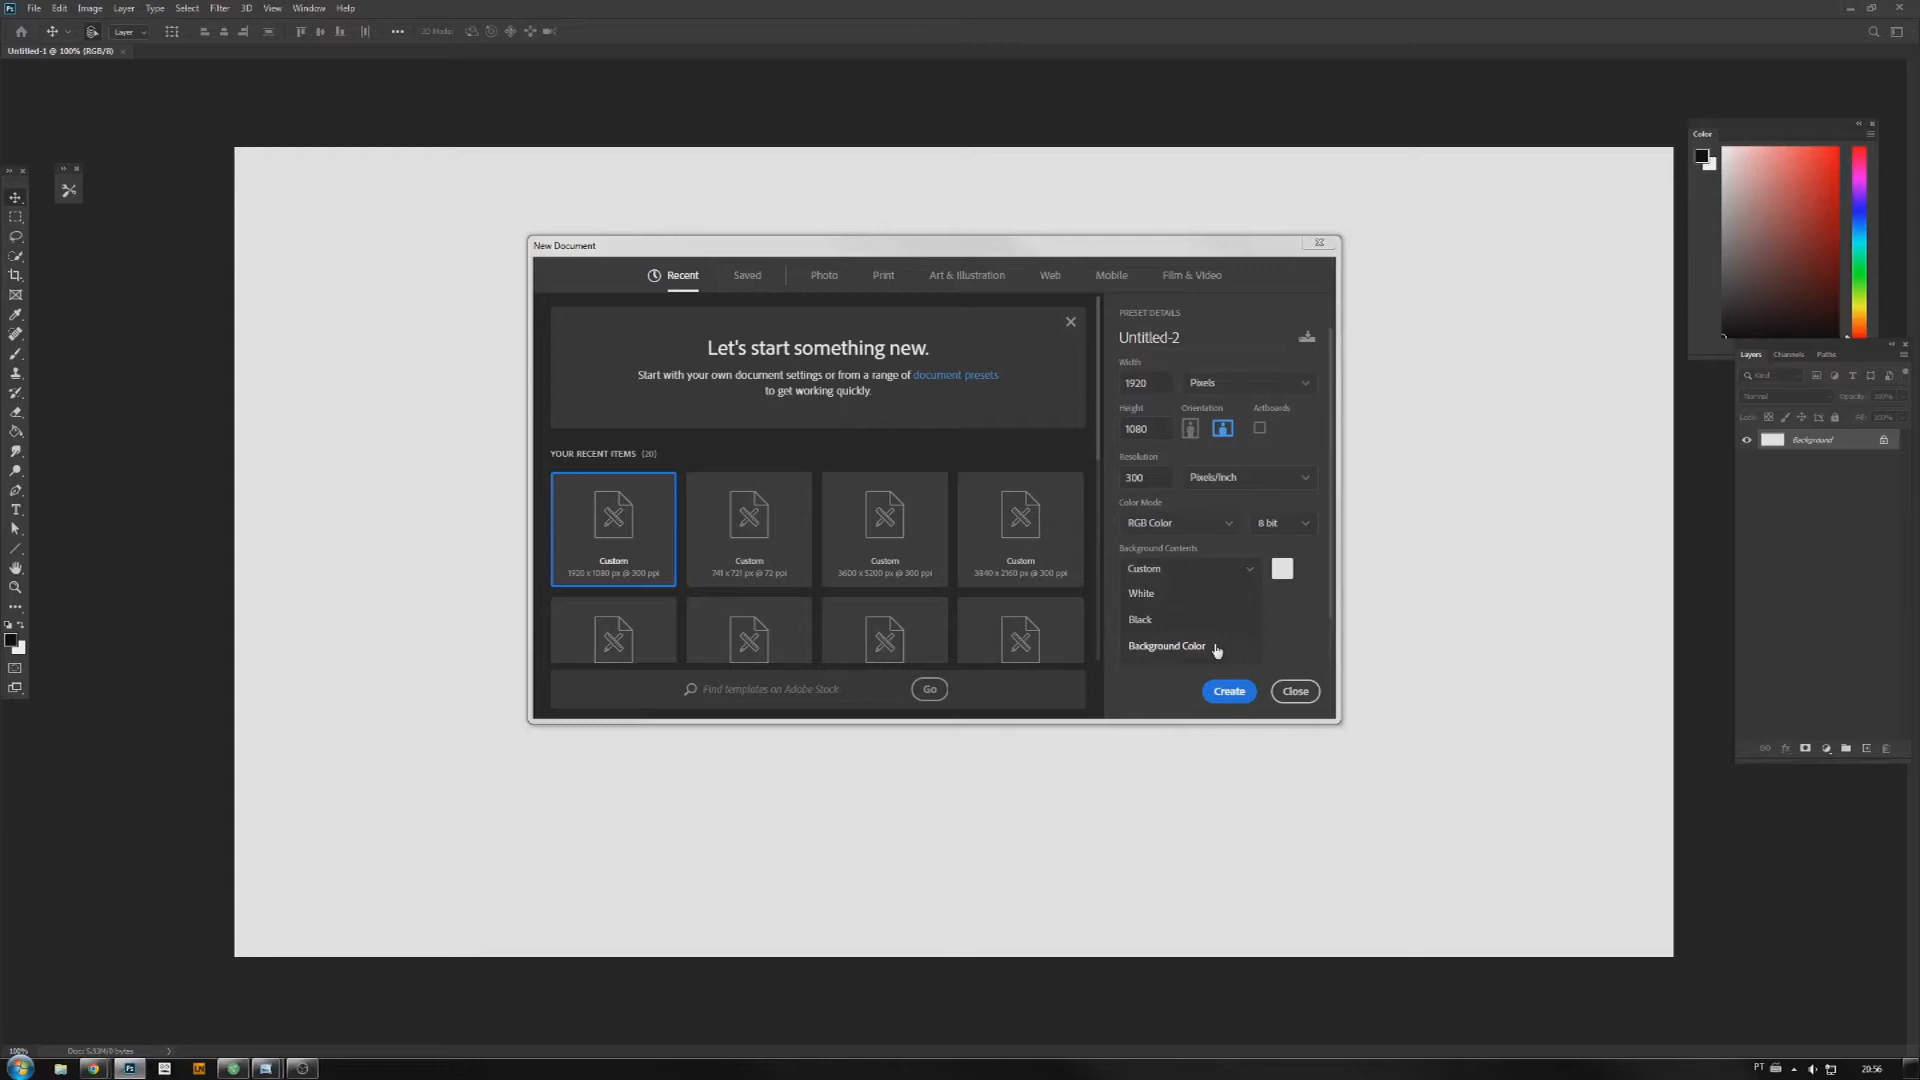 Ps File Edit Image Layer Type Select Filter 3D View Window Help
Layer
3D Mode:
Untitled-1 @ 100% (RGB/8)
New Document
Recent Saved Photo Print Art & Illustration Web Mobile Film & Video
Let's start something new.
Start with your own document settings or from a range of document presets
to get working quickly.
YOUR RECENT ITEMS (20)
Custom
1920 x 1080 px @ 300 ppi
Custom
741 x 721 px @ 72 ppi
Custom
3600 x 5200 px @ 300 ppi
Custom
3840 x 2160 px @ 300 ppi
Find templates on Adobe Stock
Go
PRESET DETAILS
Untitled-2
Width
1920 Pixels
Height Orientation Artboards
1080
Resolution
300 Pixels/Inch
Color Mode
RGB Color 8 bit
Background Contents
Custom
White
Black
Background Color
Create Close
Color
Layers Channels Paths
Kind
Normal Opacity: 100%
Lock: Fill: 100%
Background
fx
100% Docs: 5.93M/0 bytes
Ps
LN
PT
20:56